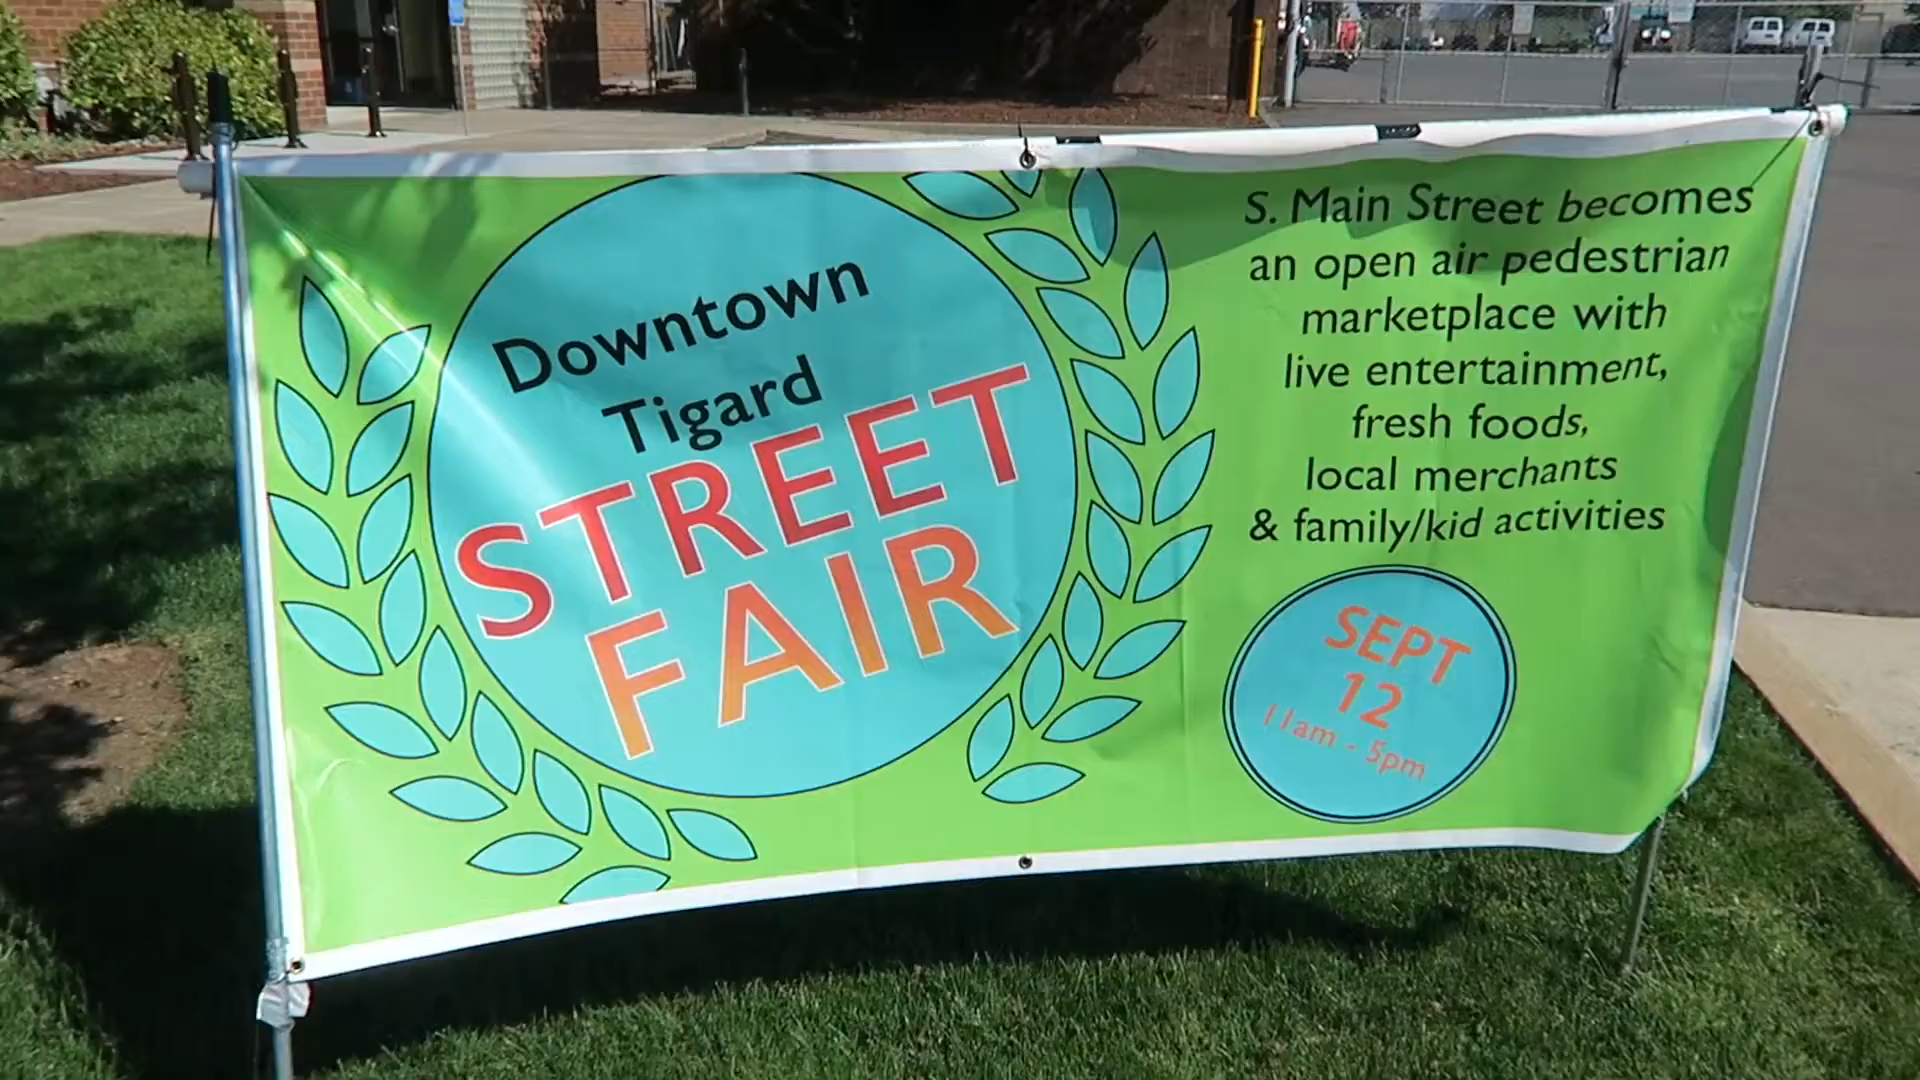 Downtown
Tigard
STREET
FAIR
S. Main Street becomes
an open air pedestrian
marketplace with
live entertainment,
fresh foods,
local merchants
& family/kid activities
SEPT
12
11am - 5pm